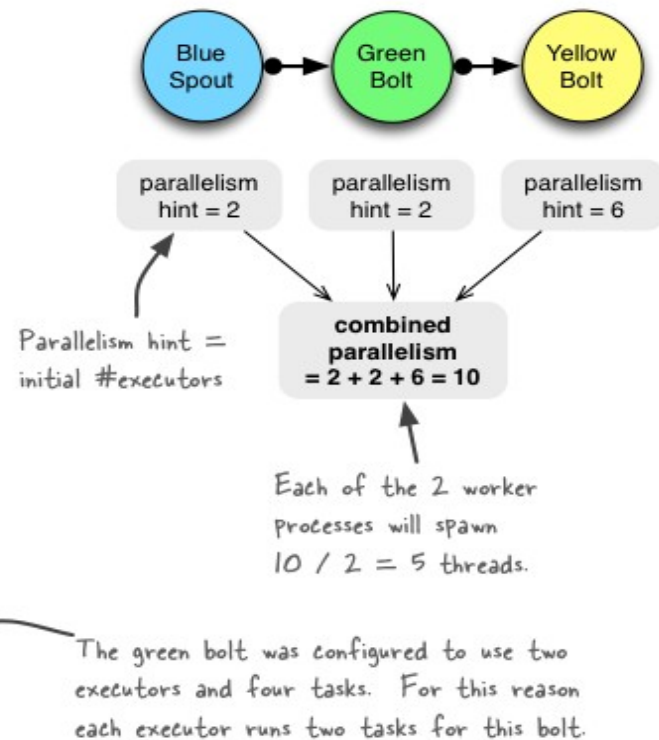 Blue
Spout
Green
Bolt
Yellow
Bolt
parallelism
hint = 2
parallelism
hint = 2
parallelism
hint = 6
Parallelism hint =
initial #executors
combined
parallelism
= 2 + 2 + 6 = 10
Each of the 2 worker
processes will spawn
10 / 2 = 5 threads.
The green bolt was configured to use two
executors and four tasks. For this reason
each executor runs two tasks for this bolt.